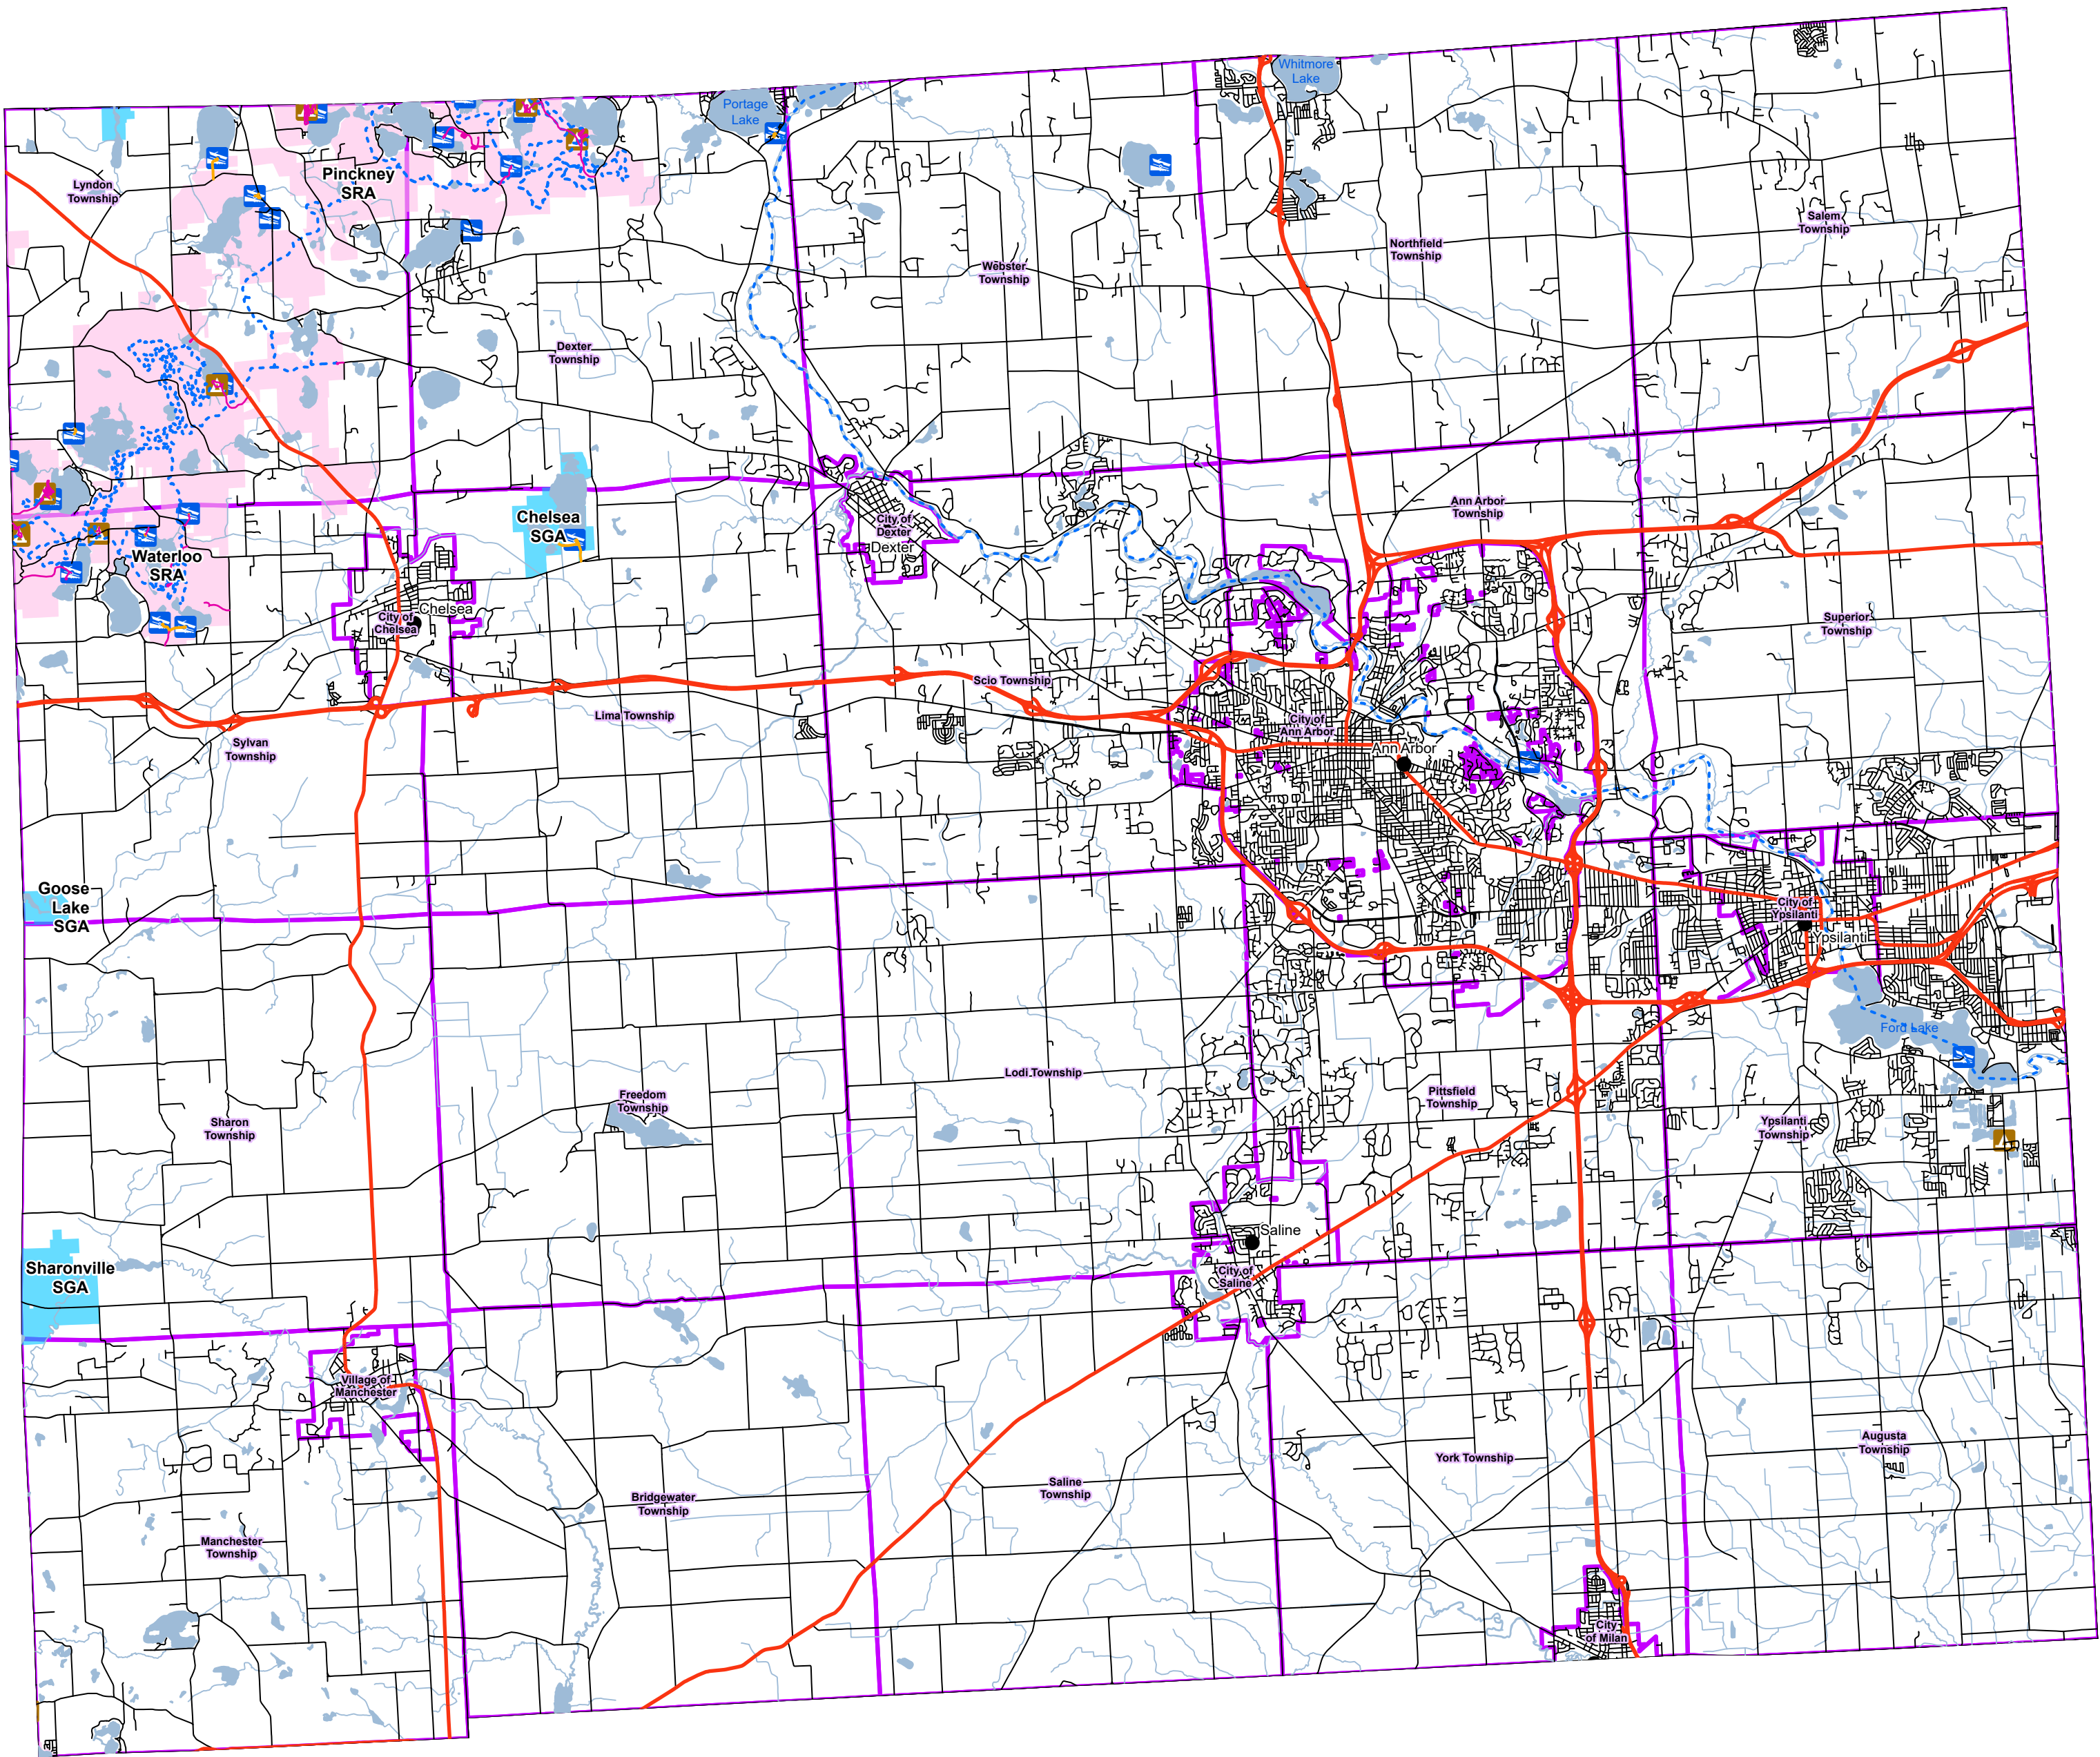 Whitmore
Lake
Portage
Lake
Pinckney
SRA
Lyndon
Township
Salem
Township
Northfield
Township
Webster
Township
Dexter
Township
Ann Arbor
Township
Chelsea
SGA
City of
Dexter
Dexter
Waterloo
SRA
Chelsea
City of
Chelsea
Superior
Township
Scio Township
Lima Township
City of
Ann Arbor
Ann Arbor
Sylvan
Township
Goose
Lake
SGA
City of
Ypsilanti
Ypsilanti
Ford Lake
Lodi Township
Freedom
Township
Pittsfield
Township
Sharon
Township
Ypsilanti
Township
Saline
Sharonville
SGA
City of
Saline
Village of
Manchester
Augusta
Township
York Township
Saline
Township
Bridgewater
Township
Manchester
Township
City
of Milan